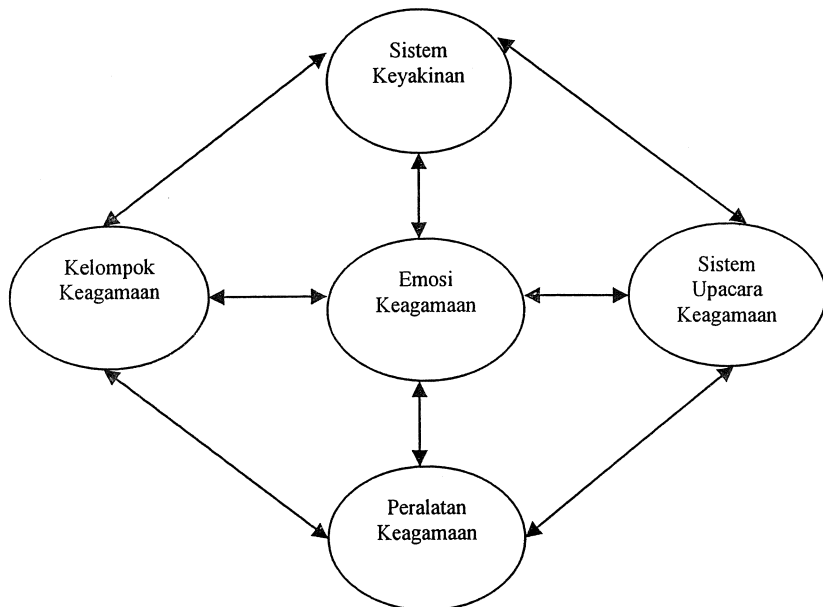 Sistem
Keyakinan
Kelompok
Keagamaan
Emosi
Keagamaan
Sistem
Upacara
Keagamaan
Peralatan
Keagamaan